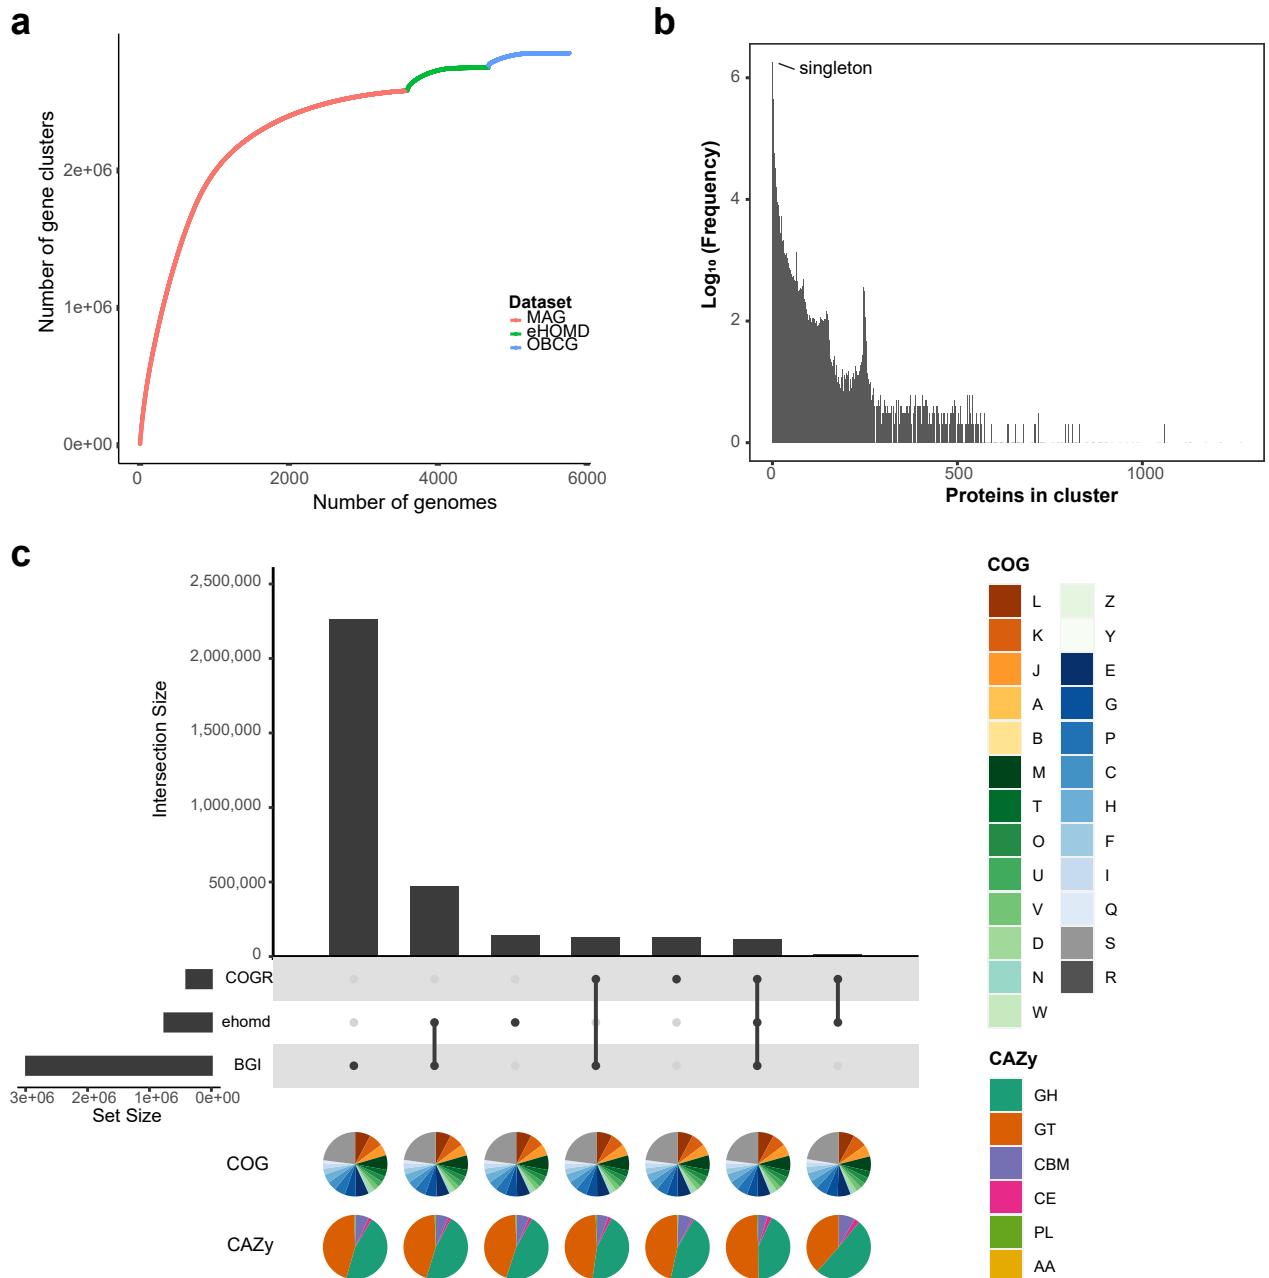 a
Number of gene clusters
2e+06
1e+06
0e+00
0
2000
4000
6000
Number of genomes
Dataset
MAG
eHOMD
OBCG
b
Log₁₀ (Frequency)
6
4
2
0
singleton
0
500
1000
Proteins in cluster
c
Intersection Size
2,500,000
2,000,000
1,500,000
1,000,000
500,000
0
COGR
ehomd
BGI
3e+06 2e+06 1e+06 0e+00
Set Size
COG
CAZy
COG
L
K
J
A
B
M
T
O
U
V
D
N
W
Z
Y
E
G
P
C
H
F
I
Q
S
R
CAZy
GH
GT
CBM
CE
PL
AA